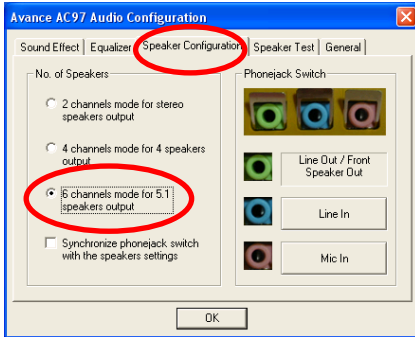 Avance AC97 Audio Configuration
Sound Effect
Equalizer
Speaker Configuration
Speaker Test
General
No. of Speakers
2 channels mode for stereo
speakers output
4 channels mode for 4 speakers
output
6 channels mode for 5.1
speakers output
Synchronize phonejack switch
with the speakers settings
Phonejack Switch
Line Out / Front
Speaker Out
Line In
Mic In
OK